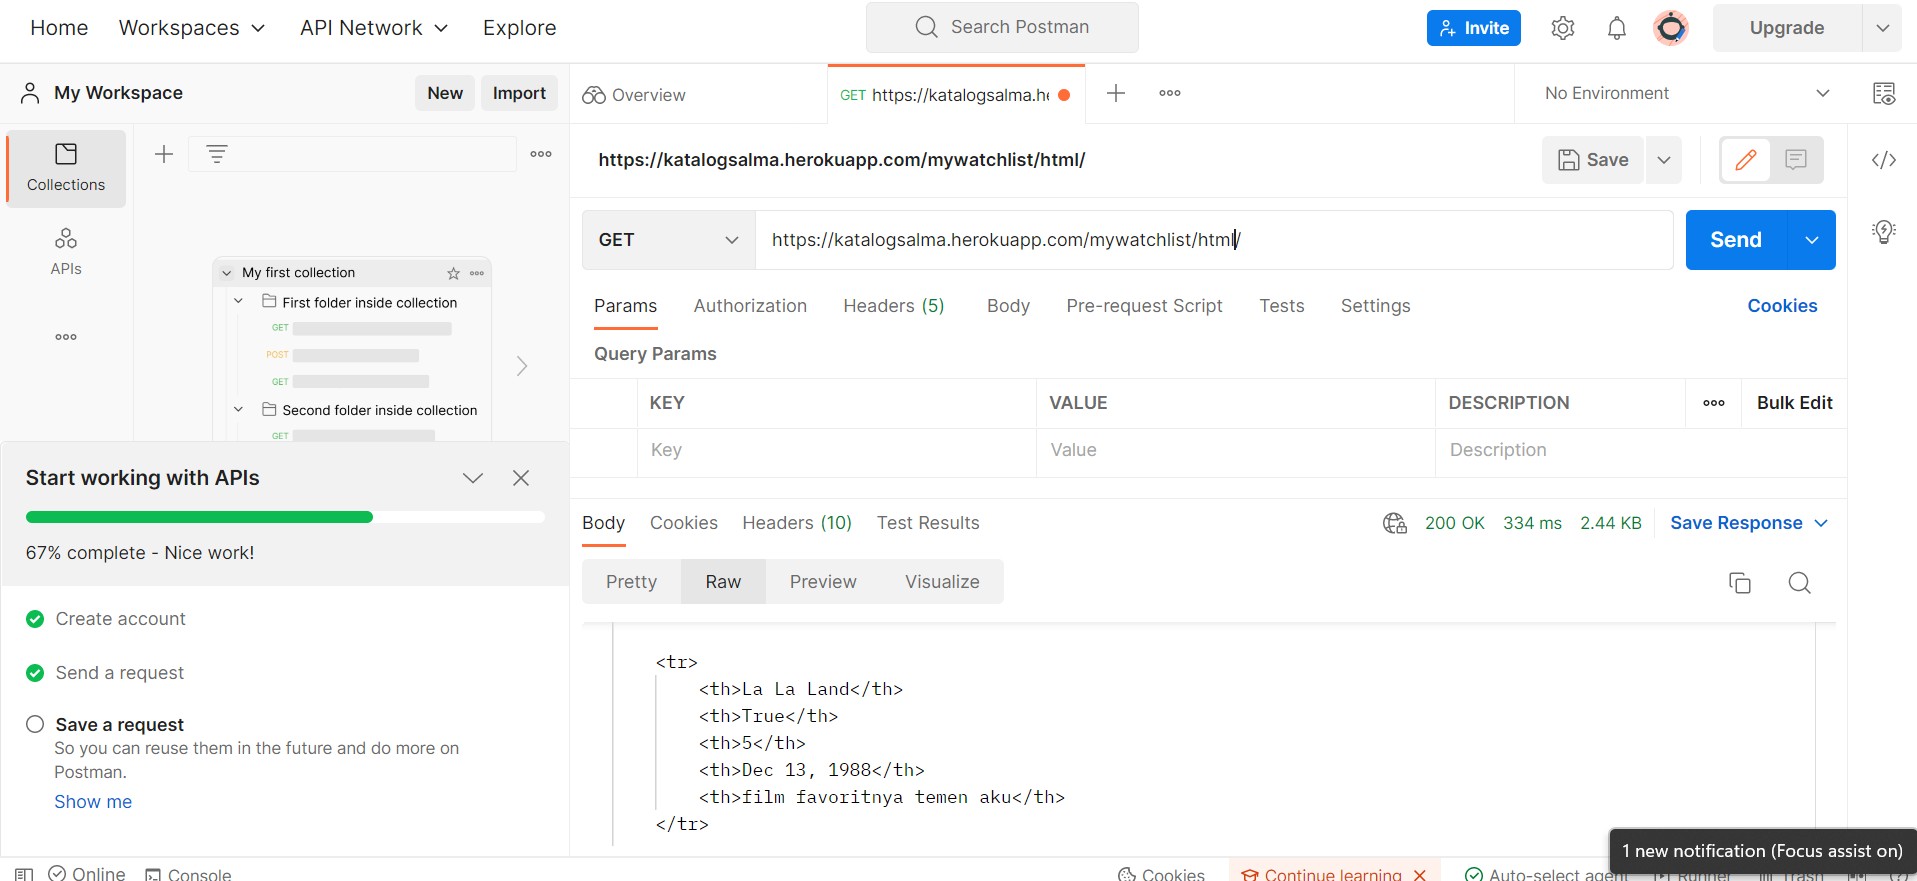 Home Workspaces API Network Explore Search Postman Invite Upgrade
My Workspace New Import Overview GET https://katalogsalma.he No Environment
Collections
https://katalogsalma.herokuapp.com/mywatchlist/html/ Save
APIs
GET https://katalogsalma.herokuapp.com/mywatchlist/html/ Send
My first collection
First folder inside collection
GET
POST
GET
Second folder inside collection
GET
Params Authorization Headers (5) Body Pre-request Script Tests Settings Cookies
Query Params
KEY VALUE DESCRIPTION Bulk Edit
Key Value Description
Start working with APIs
67% complete - Nice work!
Create account
Send a request
Save a request
So you can reuse them in the future and do more on
Postman.
Show me
Body Cookies Headers (10) Test Results 200 OK 334 ms 2.44 KB Save Response
Pretty Raw Preview Visualize
<tr>
<th>La La Land</th>
<th>True</th>
<th>5</th>
<th>Dec 13, 1988</th>
<th>film favoritnya temen aku</th>
</tr>
1 new notification (Focus assist on)
Online Console Cookies Continue learning Auto-select agent Runner Trash